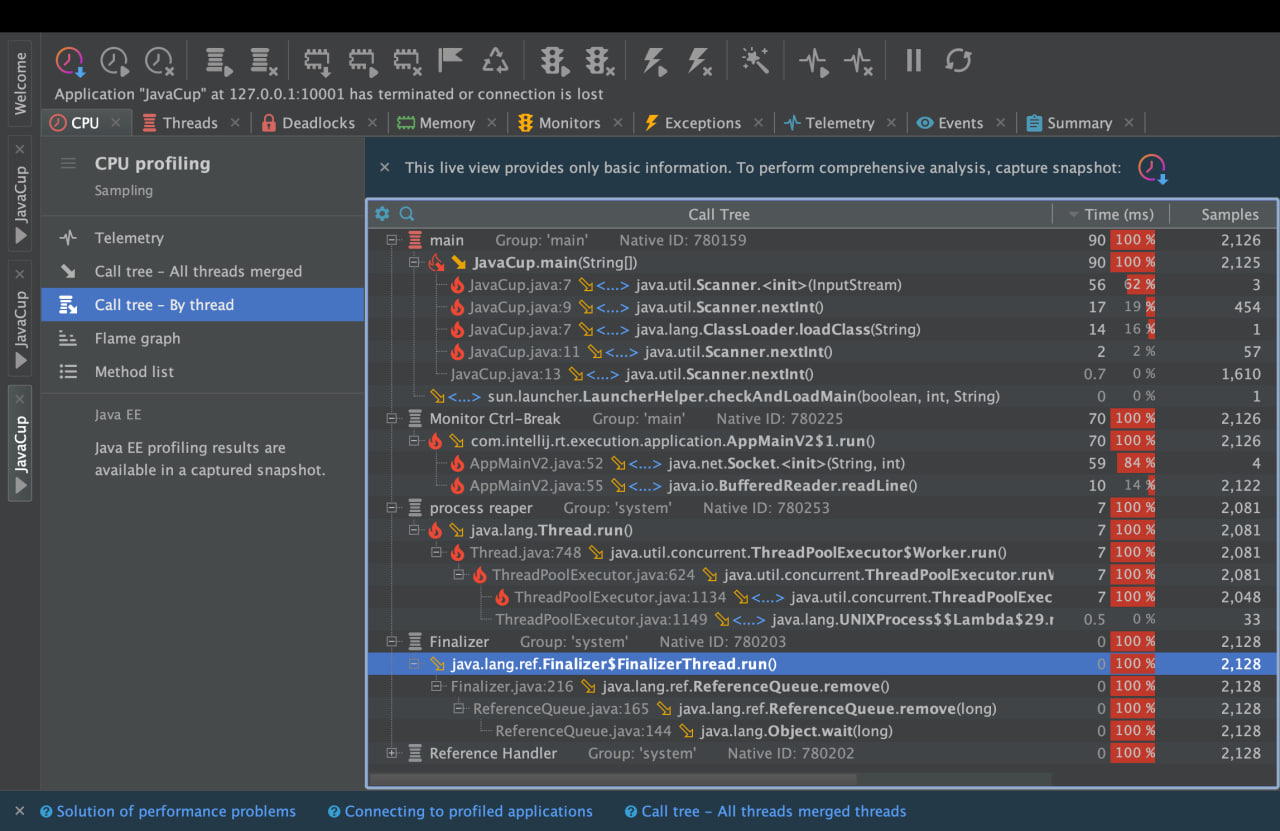 Welcome
JavaCup
JavaCup
JavaCup
Application "JavaCup" at 127.0.0.1:10001 has terminated or connection is lost
CPU Threads Deadlocks Memory Monitors Exceptions Telemetry Events Summary
CPU profiling
Sampling
Telemetry
Call tree – All threads merged
Call tree – By thread
Flame graph
Method list
Java EE
Java EE profiling results are
available in a captured snapshot.
This live view provides only basic information. To perform comprehensive analysis, capture snapshot:
Call Tree Time (ms) Samples
main Group: 'main' Native ID: 780159 90 100 % 2,126
JavaCup.main(String[]) 90 100 % 2,125
JavaCup.java:7 <...> java.util.Scanner.<init>(InputStream) 56 62 % 3
JavaCup.java:9 <...> java.util.Scanner.nextInt() 17 19 % 454
JavaCup.java:7 <...> java.lang.ClassLoader.loadClass(String) 14 16 % 1
JavaCup.java:11 <...> java.util.Scanner.nextInt() 2 2 % 57
JavaCup.java:13 <...> java.util.Scanner.nextInt() 0.7 0 % 1,610
<...> sun.launcher.LauncherHelper.checkAndLoadMain(boolean, int, String) 0 0 % 1
Monitor Ctrl-Break Group: 'main' Native ID: 780225 70 100 % 2,126
com.intellij.rt.execution.application.AppMainV2$1.run() 70 100 % 2,126
AppMainV2.java:52 <...> java.net.Socket.<init>(String, int) 59 84 % 4
AppMainV2.java:55 <...> java.io.BufferedReader.readLine() 10 14 % 2,122
process reaper Group: 'system' Native ID: 780253 7 100 % 2,081
java.lang.Thread.run() 7 100 % 2,081
Thread.java:748 java.util.concurrent.ThreadPoolExecutor$Worker.run() 7 100 % 2,081
ThreadPoolExecutor.java:624 java.util.concurrent.ThreadPoolExecutor.run 7 100 % 2,081
ThreadPoolExecutor.java:1134 <...> java.util.concurrent.ThreadPoolExec 7 100 % 2,048
ThreadPoolExecutor.java:1149 <...> java.lang.UNIXProcess$$Lambda$29.r 0.5 0 % 33
Finalizer Group: 'system' Native ID: 780203 0 100 % 2,128
java.lang.ref.Finalizer$FinalizerThread.run() 0 100 % 2,128
Finalizer.java:216 java.lang.ref.ReferenceQueue.remove() 0 100 % 2,128
ReferenceQueue.java:165 java.lang.ref.ReferenceQueue.remove(long) 0 100 % 2,128
ReferenceQueue.java:144 java.lang.Object.wait(long) 0 100 % 2,128
Reference Handler Group: 'system' Native ID: 780202 0 100 % 2,128
Solution of performance problems Connecting to profiled applications Call tree – All threads merged threads